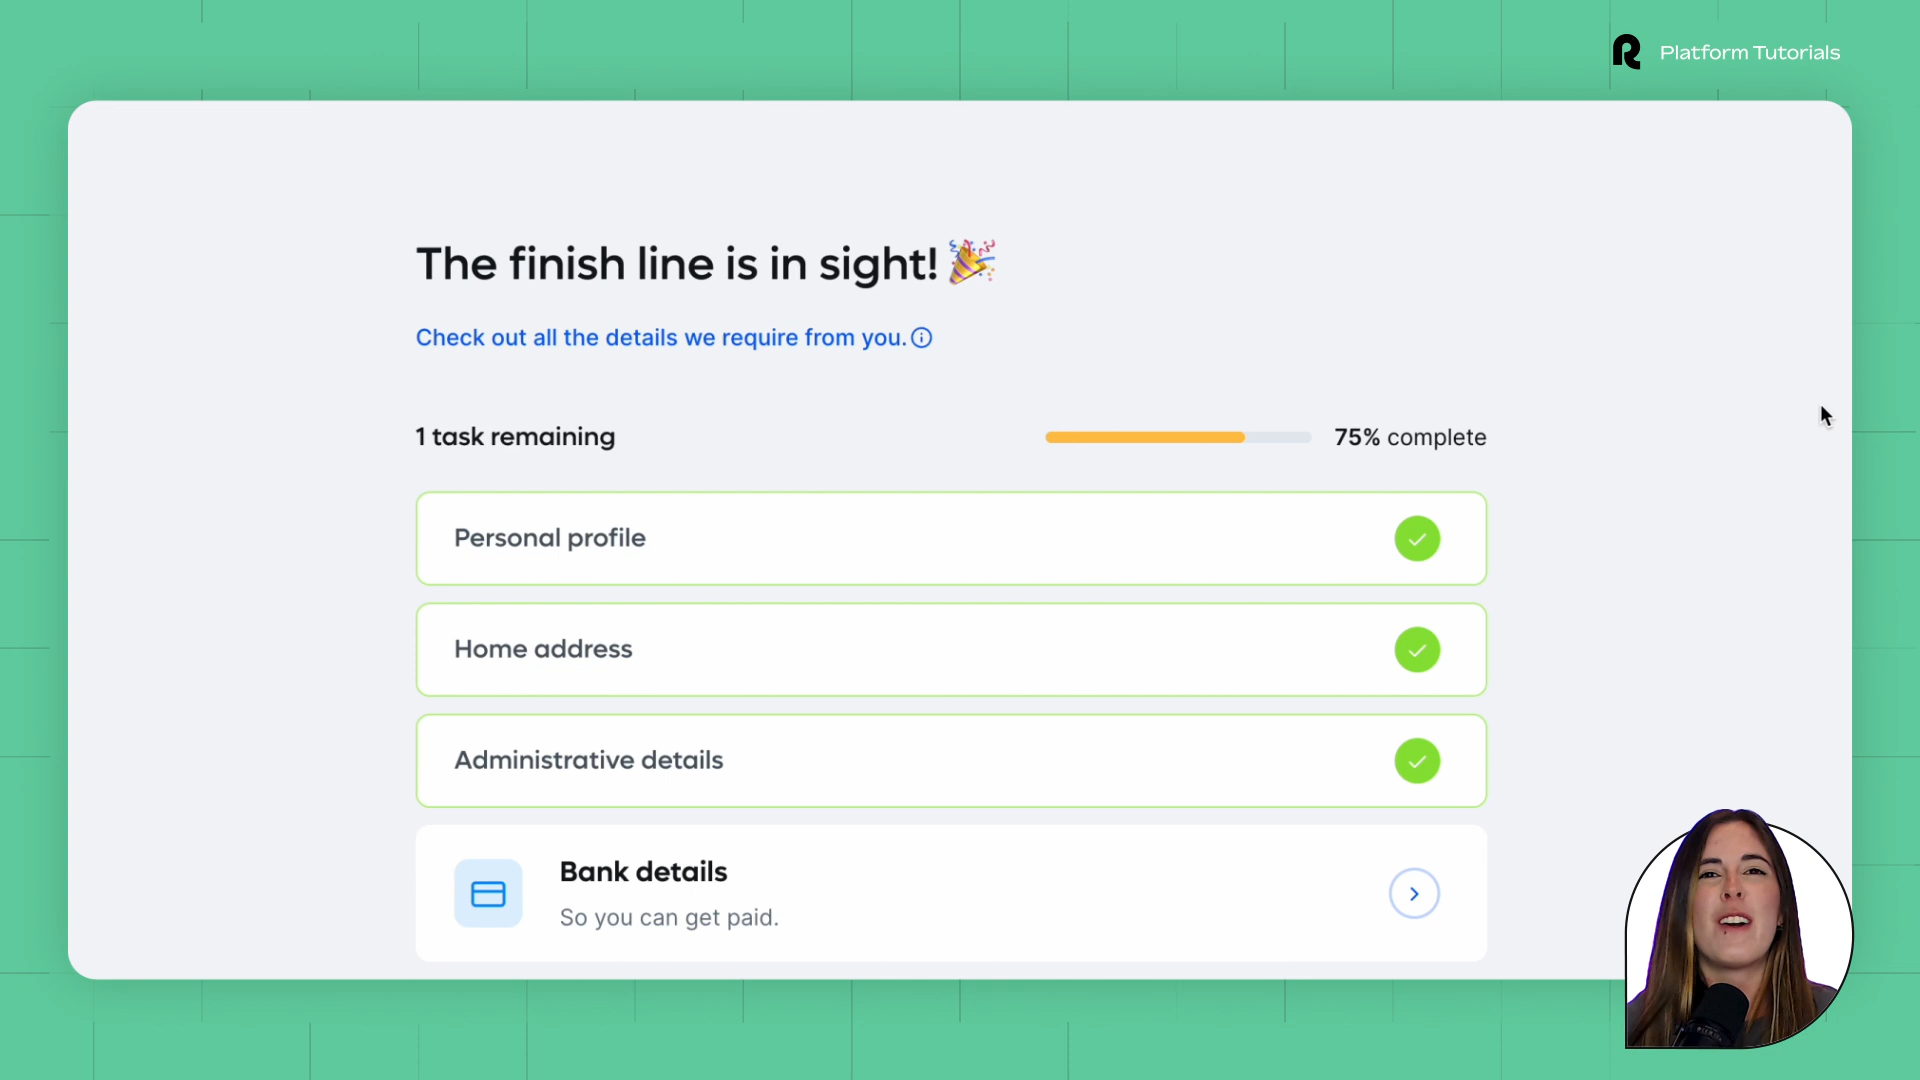 Platform Tutorials
The finish line is in sight! 🎉
Check out all the details we require from you.
1 task remaining
75% complete
Personal profile
Home address
Administrative details
Bank details
So you can get paid.